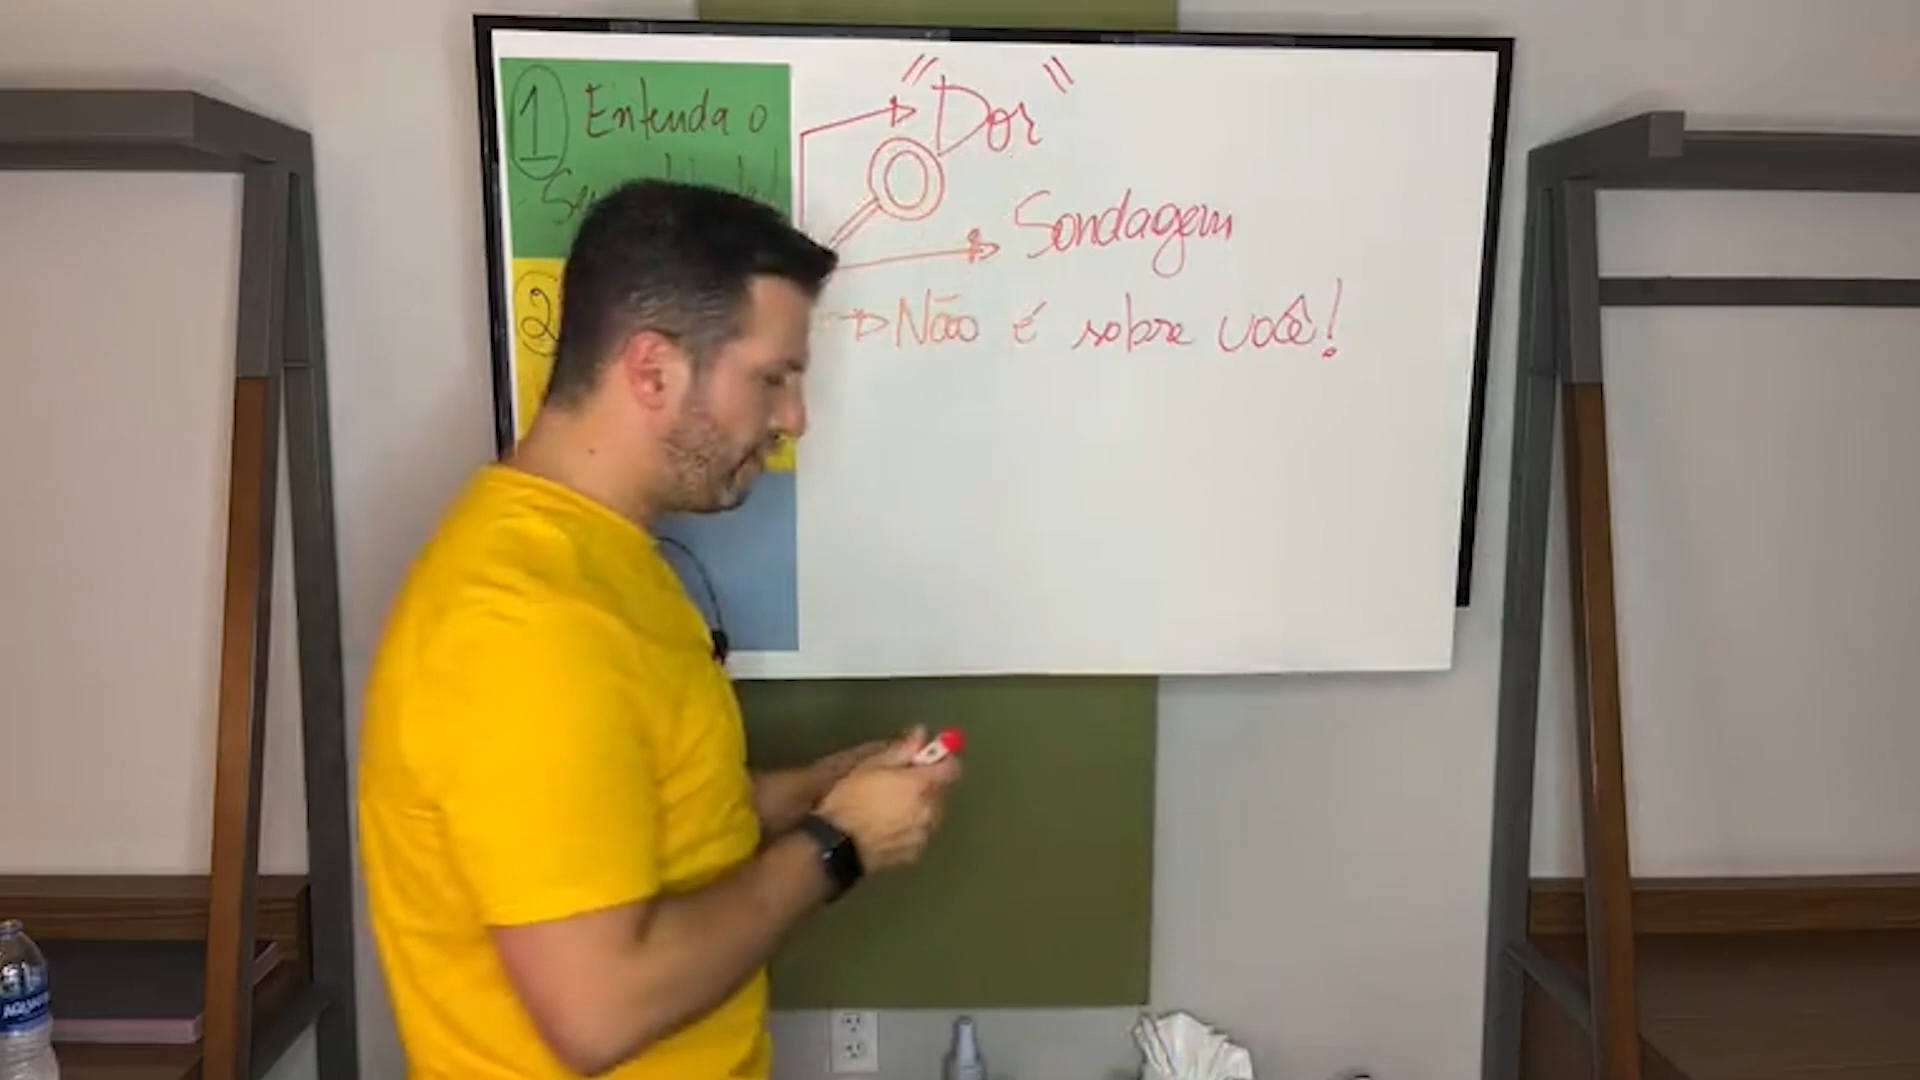 1 Entenda o
"Dor"
Sondagem
2
Não é sobre você!